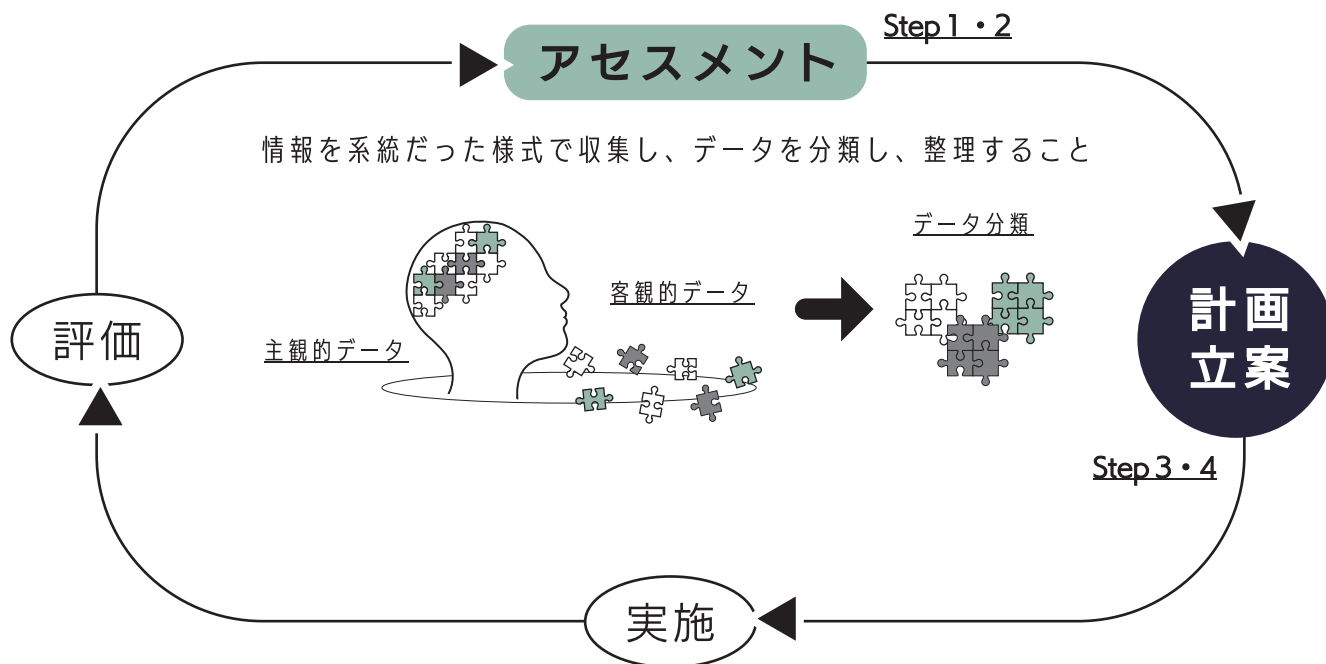 Step 1・2
アセスメント
情報を系統だった様式で収集し、データを分類し、整理すること
データ分類
客観的データ
主観的データ
評価
計画
立案
Step 3・4
実施